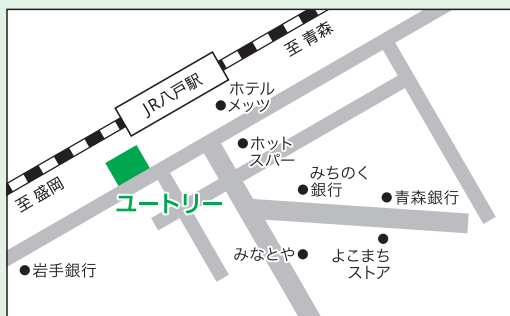 至 青森
JR八戸駅
ホテル
メッツ
ホット
スパー
至 盛岡
ユートリー
みちのく
銀行
青森銀行
みなとや
よこまち
ストア
岩手銀行